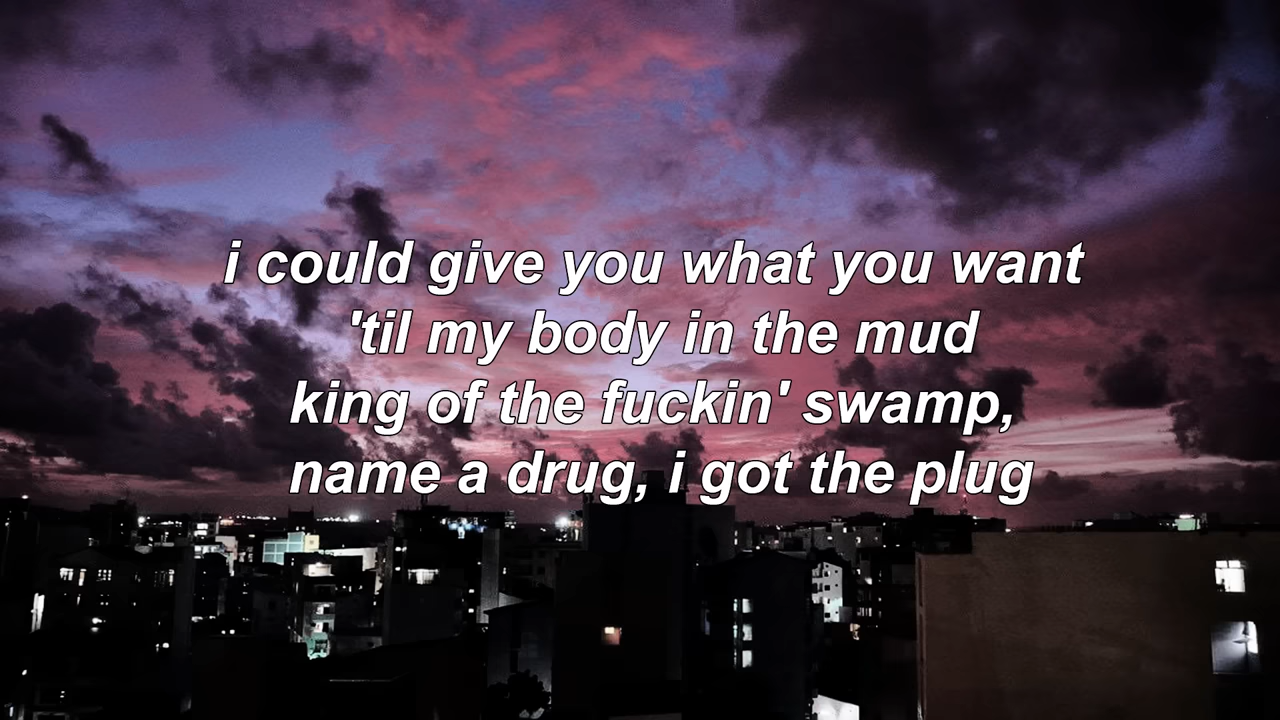 i could give you what you want
'til my body in the mud
king of the fuckin' swamp,
name a drug, i got the plug